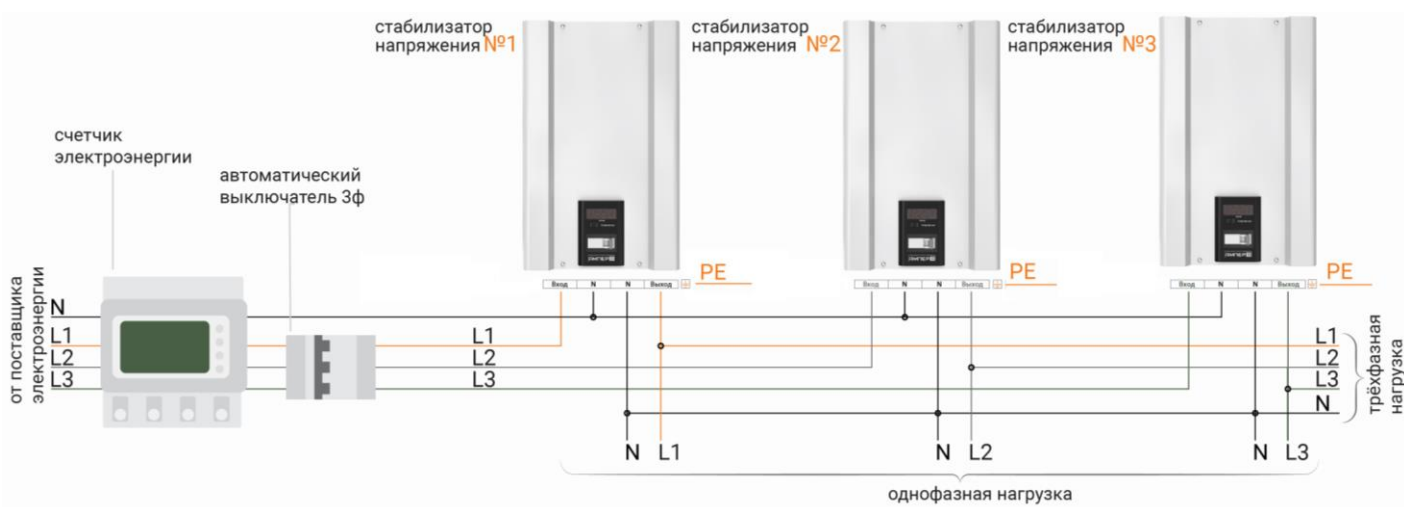 стабилизатор
напряжения №1
стабилизатор
напряжения №2
стабилизатор
напряжения №3
счетчик
электроэнергии
автоматический
выключатель 3ф
от поставщика
электроэнергии
PE
PE
PE
Вход N N Выход
Вход N N Выход
Вход N N Выход
N
L1
L2
L3
L1
L2
L3
L1
L2
L3
N
трёхфазная
нагрузка
N L1
N L2
N L3
однофазная нагрузка